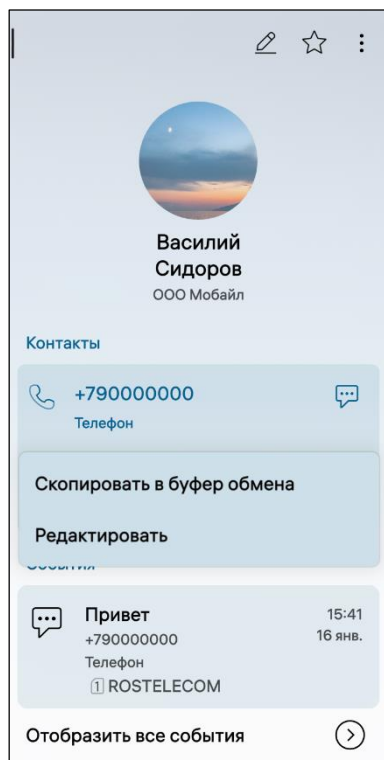 Василий
Сидоров
ООО Мобайл
Контакты
+790000000
Телефон
Скопировать в буфер обмена
Редактировать
События
Привет
15:41
+790000000
16 янв.
Телефон
1 ROSTELECOM
Отобразить все события